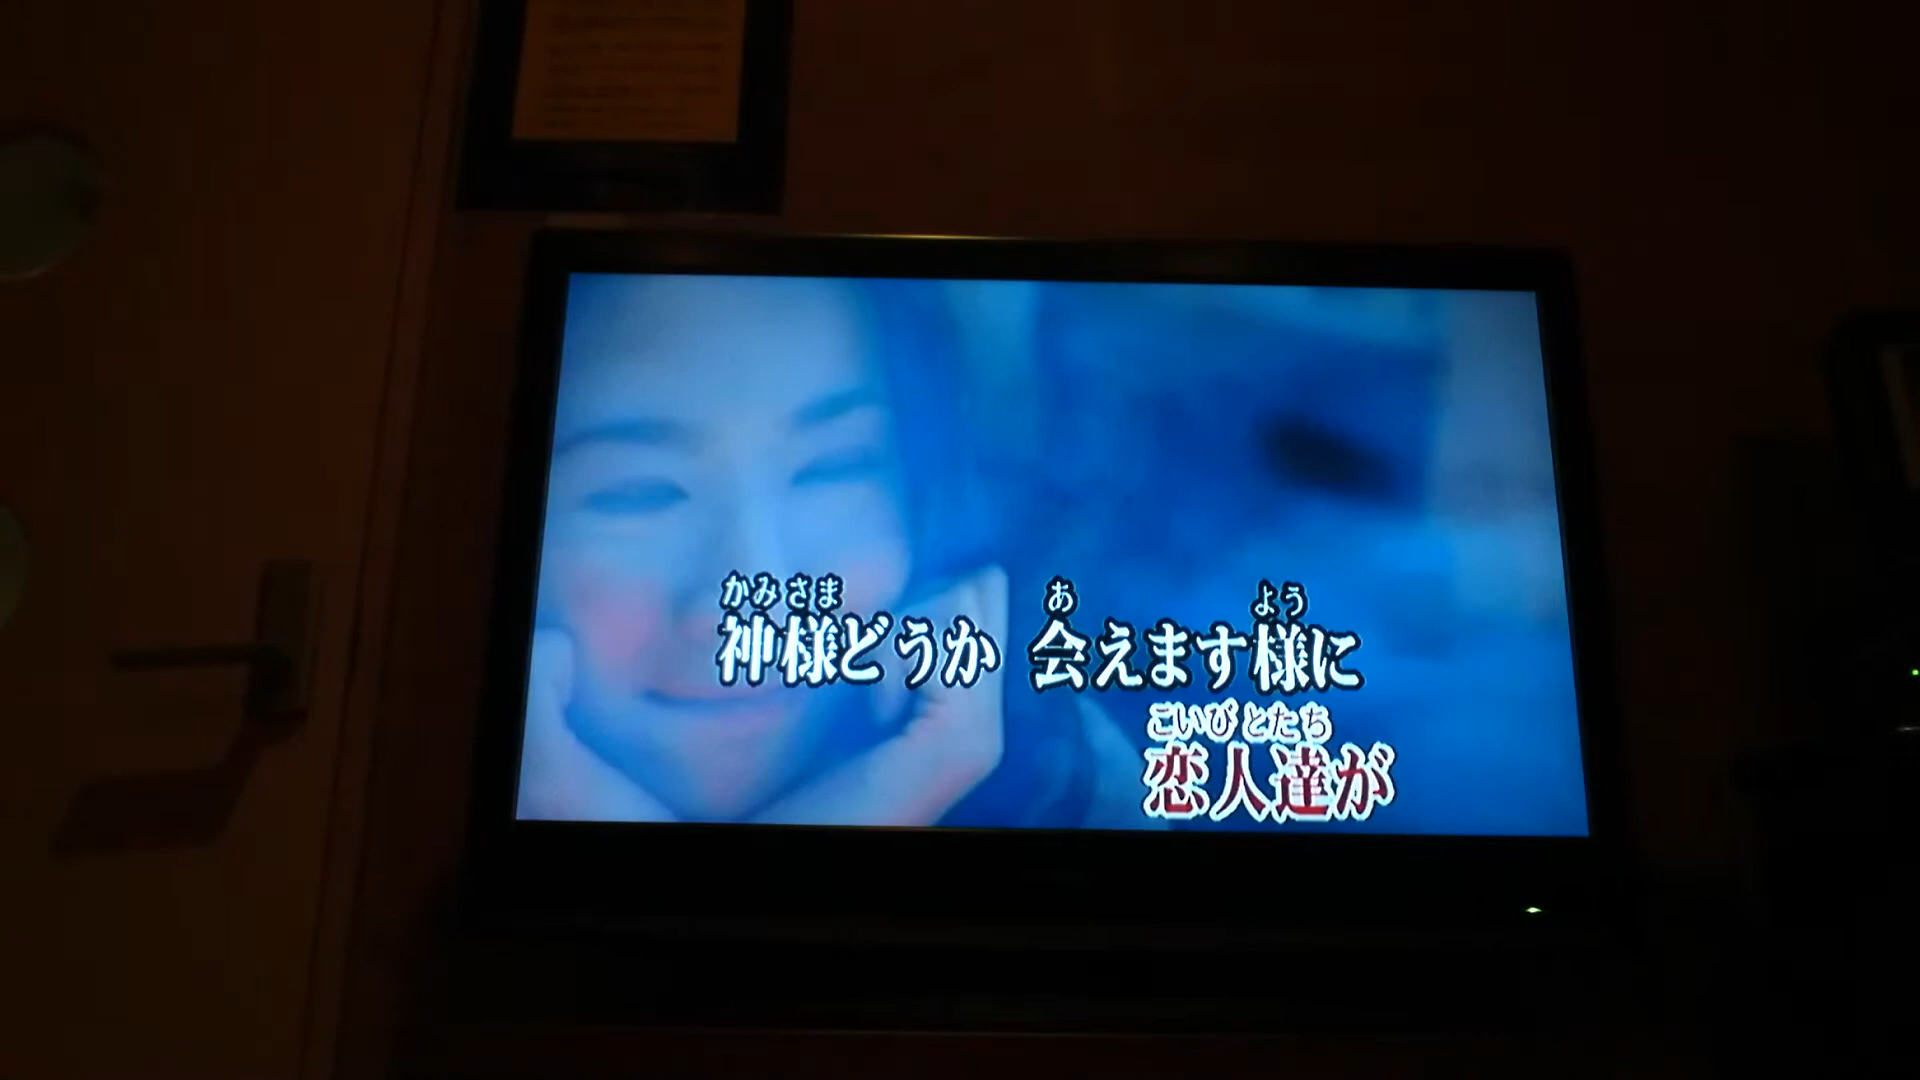 かみさま あ よう
神様どうか 会えます様に
こいびとたち
恋人達が